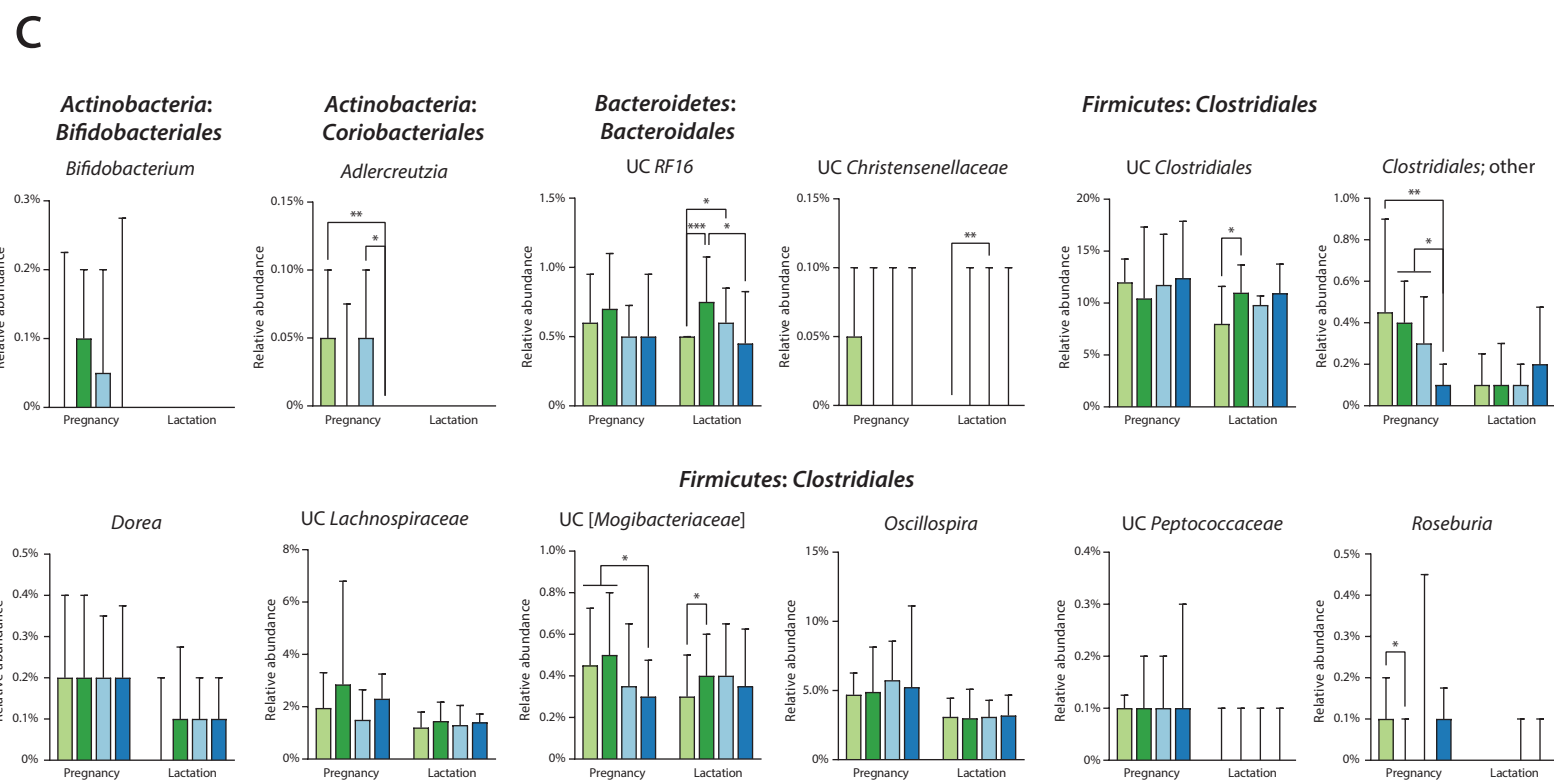 C
Actinobacteria:
Bifidobacteriales
Actinobacteria:
Coriobacteriales
Bacteroidetes:
Bacteroidales
Firmicutes: Clostridiales
Bifidobacterium
0.3%
0.2%
0.1%
0%
Relative abundance
Pregnancy Lactation
Adlercreutzia
0.15%
0.10%
0.05%
0%
Relative abundance
** 
*
Pregnancy Lactation
UC RF16
1.5%
1.0%
0.5%
0%
Relative abundance
*
*** *
Pregnancy Lactation
UC Christensenellaceae
0.15%
0.10%
0.05%
0%
Relative abundance
**
Pregnancy Lactation
UC Clostridiales
20%
15%
10%
5%
0%
Relative abundance
*
Pregnancy Lactation
Clostridiales; other
1.0%
0.8%
0.6%
0.4%
0.2%
0%
Relative abundance
**
*
Pregnancy Lactation
Firmicutes: Clostridiales
Dorea
0.5%
0.4%
0.3%
0.2%
0.1%
0%
Relative abundance
Pregnancy Lactation
UC Lachnospiraceae
8%
6%
4%
2%
0%
Relative abundance
Pregnancy Lactation
UC [Mogibacteriaceae]
1.0%
0.8%
0.6%
0.4%
0.2%
0%
Relative abundance
*
*
Pregnancy Lactation
Oscillospira
15%
10%
5.0%
0%
Relative abundance
Pregnancy Lactation
UC Peptococcaceae
0.4%
0.3%
0.2%
0.1%
0%
Relative abundance
Pregnancy Lactation
Roseburia
0.5%
0.4%
0.3%
0.2%
0.1%
0%
Relative abundance
*
Pregnancy Lactation